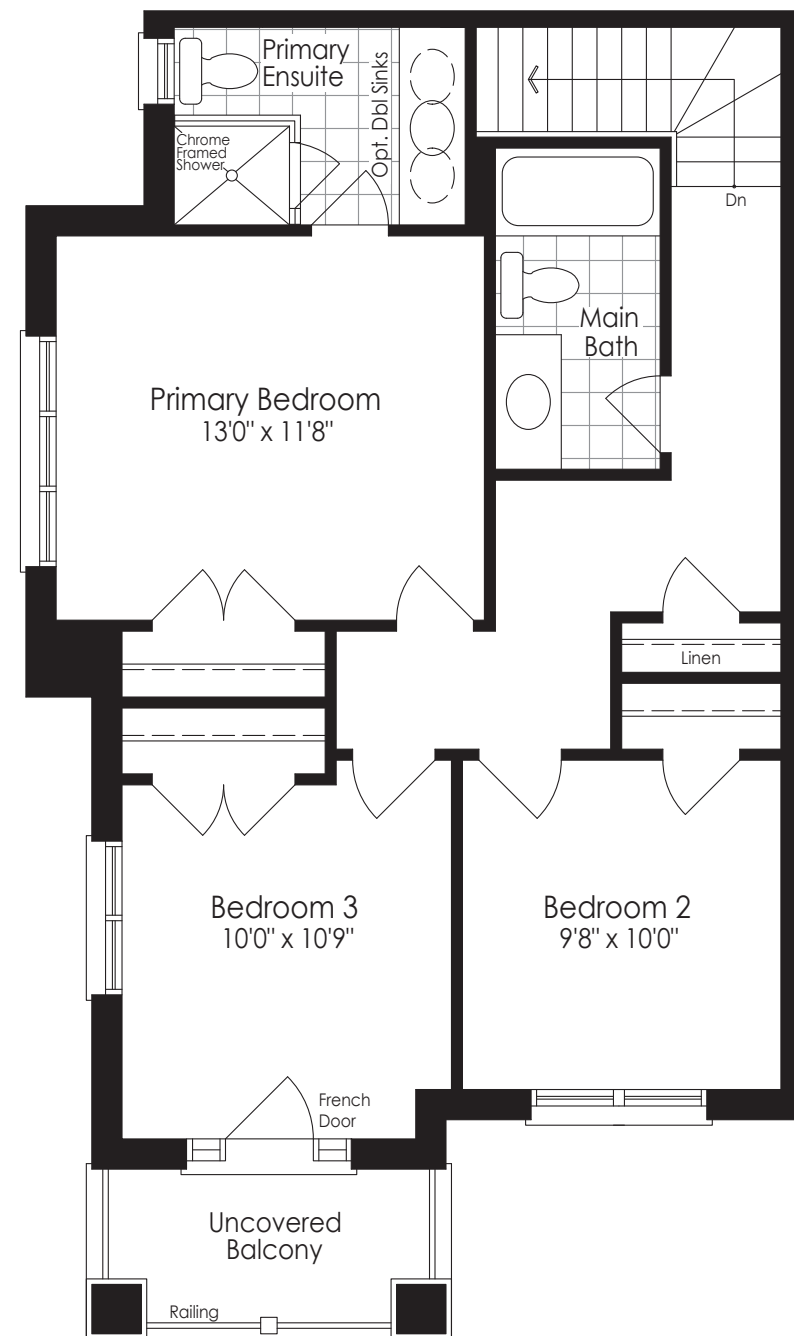 Primary
Ensuite
Opt. Dbl Sinks
Chrome
Framed
Shower
Dn
Main
Bath
Primary Bedroom
13'0" x 11'8"
Linen
Bedroom 3
10'0" x 10'9"
Bedroom 2
9'8" x 10'0"
French
Door
Uncovered
Balcony
Railing